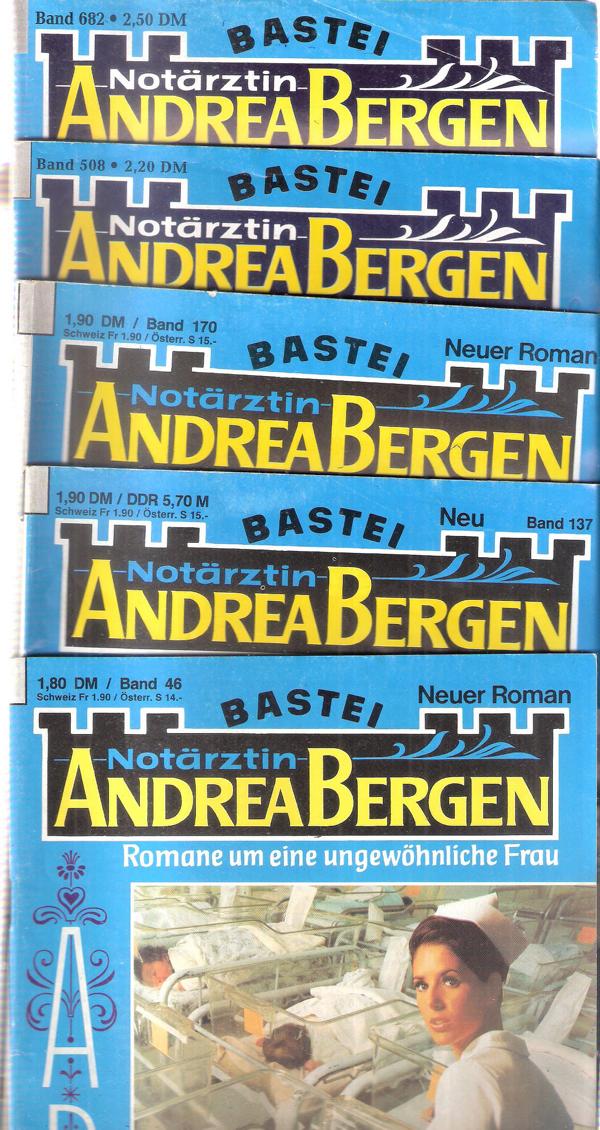 Band 682 • 2,50 DM
BASTEI
Notärztin
ANDREA BERGEN
Band 508 • 2,20 DM
BASTEI
Notärztin
ANDREA BERGEN
1,90 DM / Band 170
Schweiz Fr 1.90 / Österr. S 15.-
BASTEI
Neuer Roman
Notärztin
ANDREA BERGEN
1,90 DM / DDR 5,70 M
Schweiz Fr 1.90 / Österr. S 15.-
BASTEI
Neu
Band 137
Notärztin
ANDREA BERGEN
1,80 DM / Band 46
Schweiz Fr 1.90 / Österr. S 14.-
BASTEI
Neuer Roman
Notärztin
ANDREA BERGEN
Romane um eine ungewöhnliche Frau
A